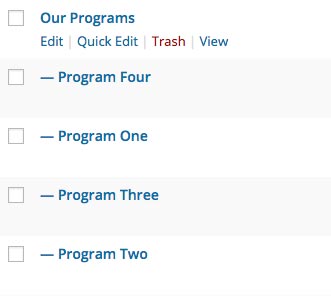 Our Programs
Edit | Quick Edit | Trash | View
— Program Four
— Program One
— Program Three
— Program Two